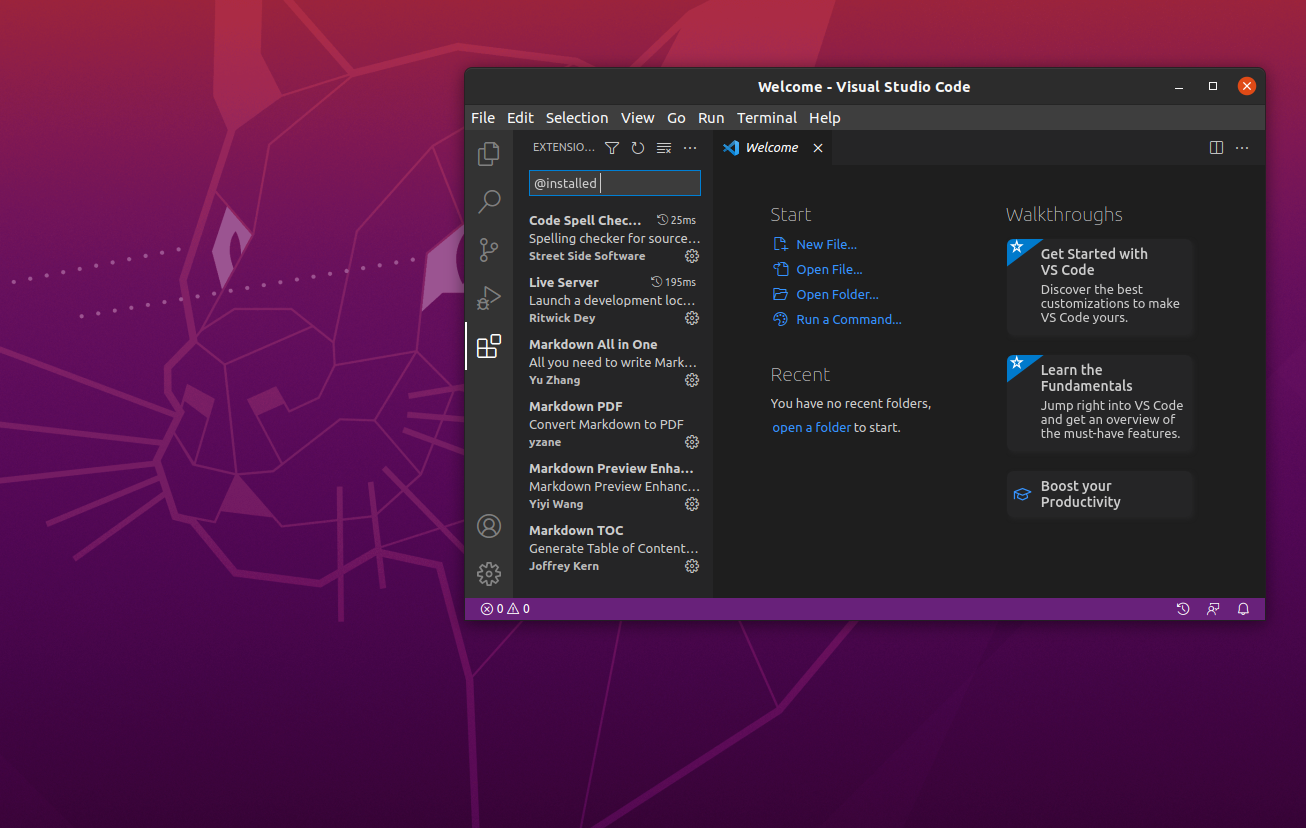 Welcome - Visual Studio Code
File Edit Selection View Go Run Terminal Help
EXTENSIO...
@installed
Code Spell Chec... 25ms
Spelling checker for source...
Street Side Software
Live Server 195ms
Launch a development loc...
Ritwick Dey
Markdown All in One
All you need to write Mark...
Yu Zhang
Markdown PDF
Convert Markdown to PDF
yzane
Markdown Preview Enha...
Markdown Preview Enhanc...
Yiyi Wang
Markdown TOC
Generate Table of Content...
Joffrey Kern
Welcome
Start
New File...
Open File...
Open Folder...
Run a Command...
Recent
You have no recent folders,
open a folder to start.
Walkthroughs
Get Started with
VS Code
Discover the best
customizations to make
VS Code yours.
Learn the
Fundamentals
Jump right into VS Code
and get an overview of
the must-have features.
Boost your
Productivity
0 0